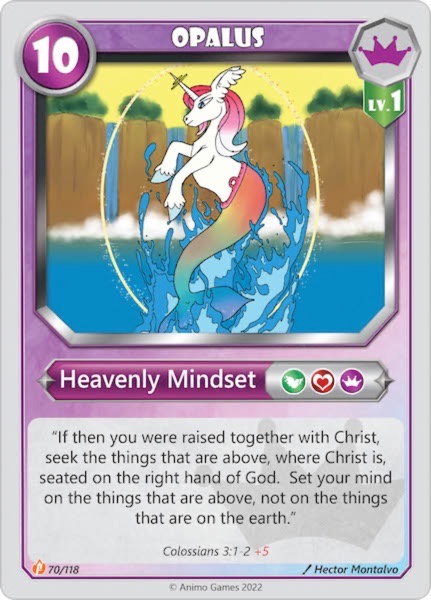 10
OPALUS
LV.1
Heavenly Mindset
“If then you were raised together with Christ,
seek the things that are above, where Christ is,
seated on the right hand of God.  Set your mind
on the things that are above, not on the things
that are on the earth.”
Colossians 3:1-2 +5
70/118
Hector Montalvo
© Animo Games 2022